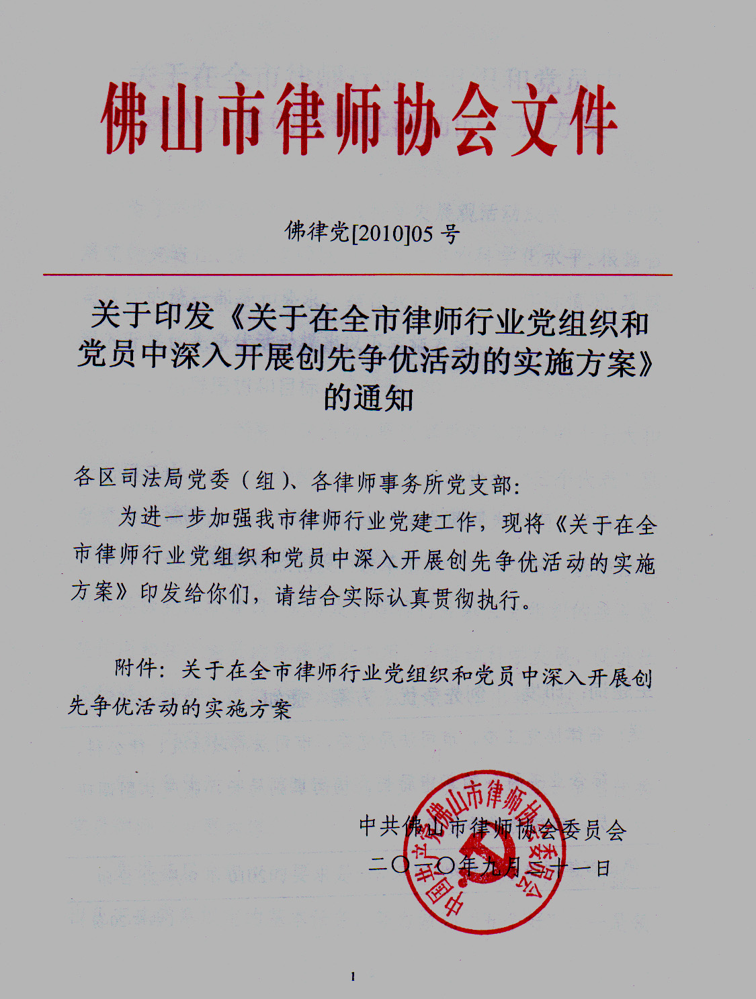 佛山市律师协会文件
佛律党[2010]05 号
关于印发《关于在全市律师行业党组织和
党员中深入开展创先争优活动的实施方案》
的通知
各区司法局党委（组）、各律师事务所党支部：
为进一步加强我市律师行业党建工作，现将《关于在全
市律师行业党组织和党员中深入开展创先争优活动的实施
方案》印发给你们，请结合实际认真贯彻执行。
附件：关于在全市律师行业党组织和党员中深入开展创
先争优活动的实施方案
中共佛山市律师协会委员会
二〇一〇年九月二十一日
中国共产党佛山市律师协会委员会
1